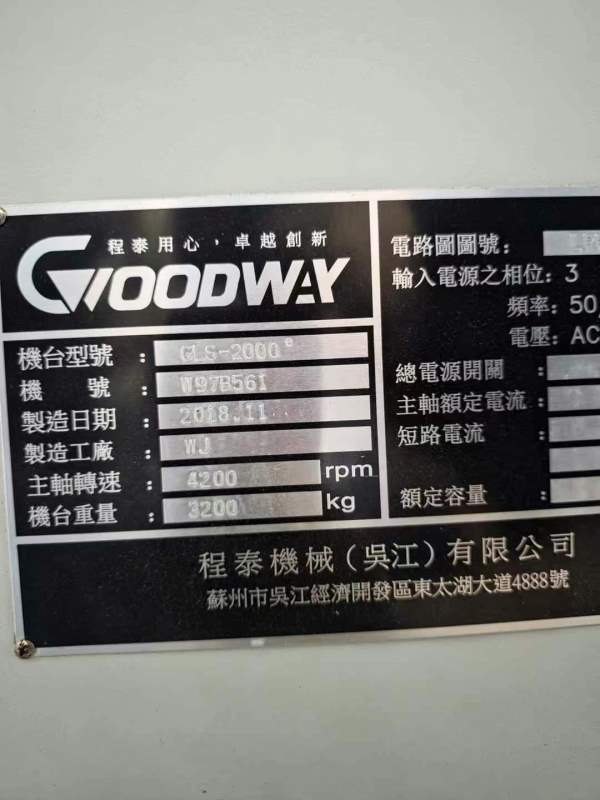 程泰用心，卓越創新
GOODWAY
機台型號：GLS-2000e
機號：W97B561
製造日期：2018.11
製造工廠：WJ
主軸轉速：4200 rpm
機台重量：3200 kg
電路圖圖號：
輸入電源之相位：3
頻率：50
電壓：AC
總電源開關：
主軸額定電流：
短路電流：
額定容量：
程泰機械（吳江）有限公司
蘇州市吳江經濟開發區東太湖大道4888號